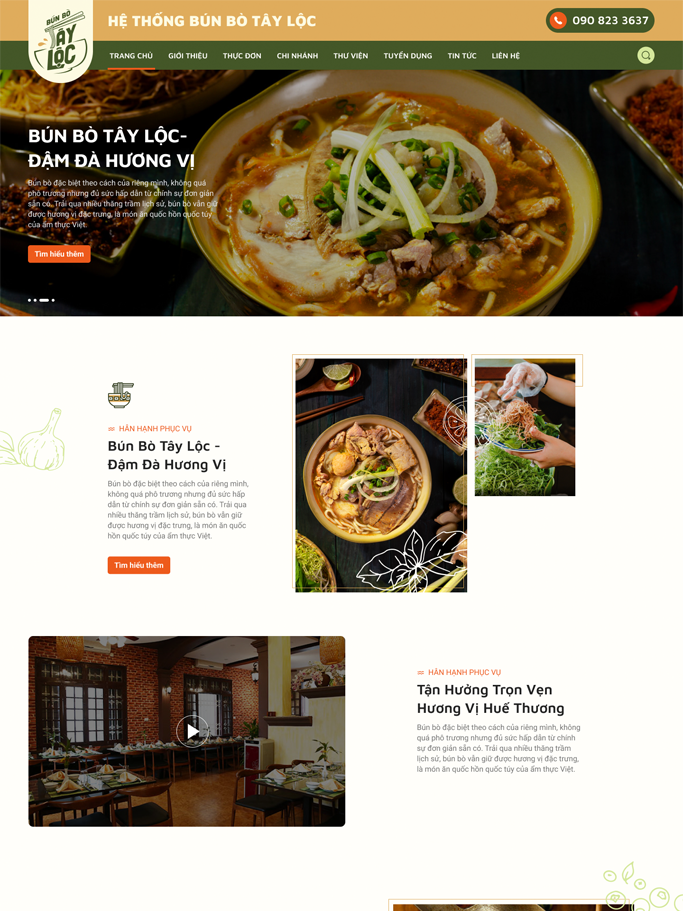 BÚN BÒ
TÂY
LỘC
HỆ THỐNG BÚN BÒ TÂY LỘC
090 823 3637
TRANG CHỦ GIỚI THIỆU THỰC ĐƠN CHI NHÁNH THƯ VIỆN TUYỂN DỤNG TIN TỨC LIÊN HỆ
BÚN BÒ TÂY LỘC-
ĐẬM ĐÀ HƯƠNG VỊ
Bún bò đặc biệt theo cách của riêng mình, không quá
phô trương nhưng đủ sức hấp dẫn từ chính sự đơn giản
sẵn có. Trải qua nhiều thăng trầm lịch sử, bún bò vẫn giữ
được hương vị đặc trưng, là món ăn quốc hồn quốc túy
của ẩm thực Việt.
Tìm hiểu thêm
HÂN HẠNH PHỤC VỤ
Bún Bò Tây Lộc -
Đậm Đà Hương Vị
Bún bò đặc biệt theo cách của riêng mình,
không quá phô trương nhưng đủ sức hấp
dẫn từ chính sự đơn giản sẵn có. Trải qua
nhiều thăng trầm lịch sử, bún bò vẫn giữ
được hương vị đặc trưng, là món ăn quốc
hồn quốc túy của ẩm thực Việt.
Tìm hiểu thêm
HÂN HẠNH PHỤC VỤ
Tận Hưởng Trọn Vẹn
Hương Vị Huế Thương
Bún bò đặc biệt theo cách của riêng mình, không
quá phô trương nhưng đủ sức hấp dẫn từ chính
sự đơn giản sẵn có. Trải qua nhiều thăng trầm
lịch sử, bún bò vẫn giữ được hương vị đặc trưng,
là món ăn quốc hồn quốc túy của ẩm thực Việt.